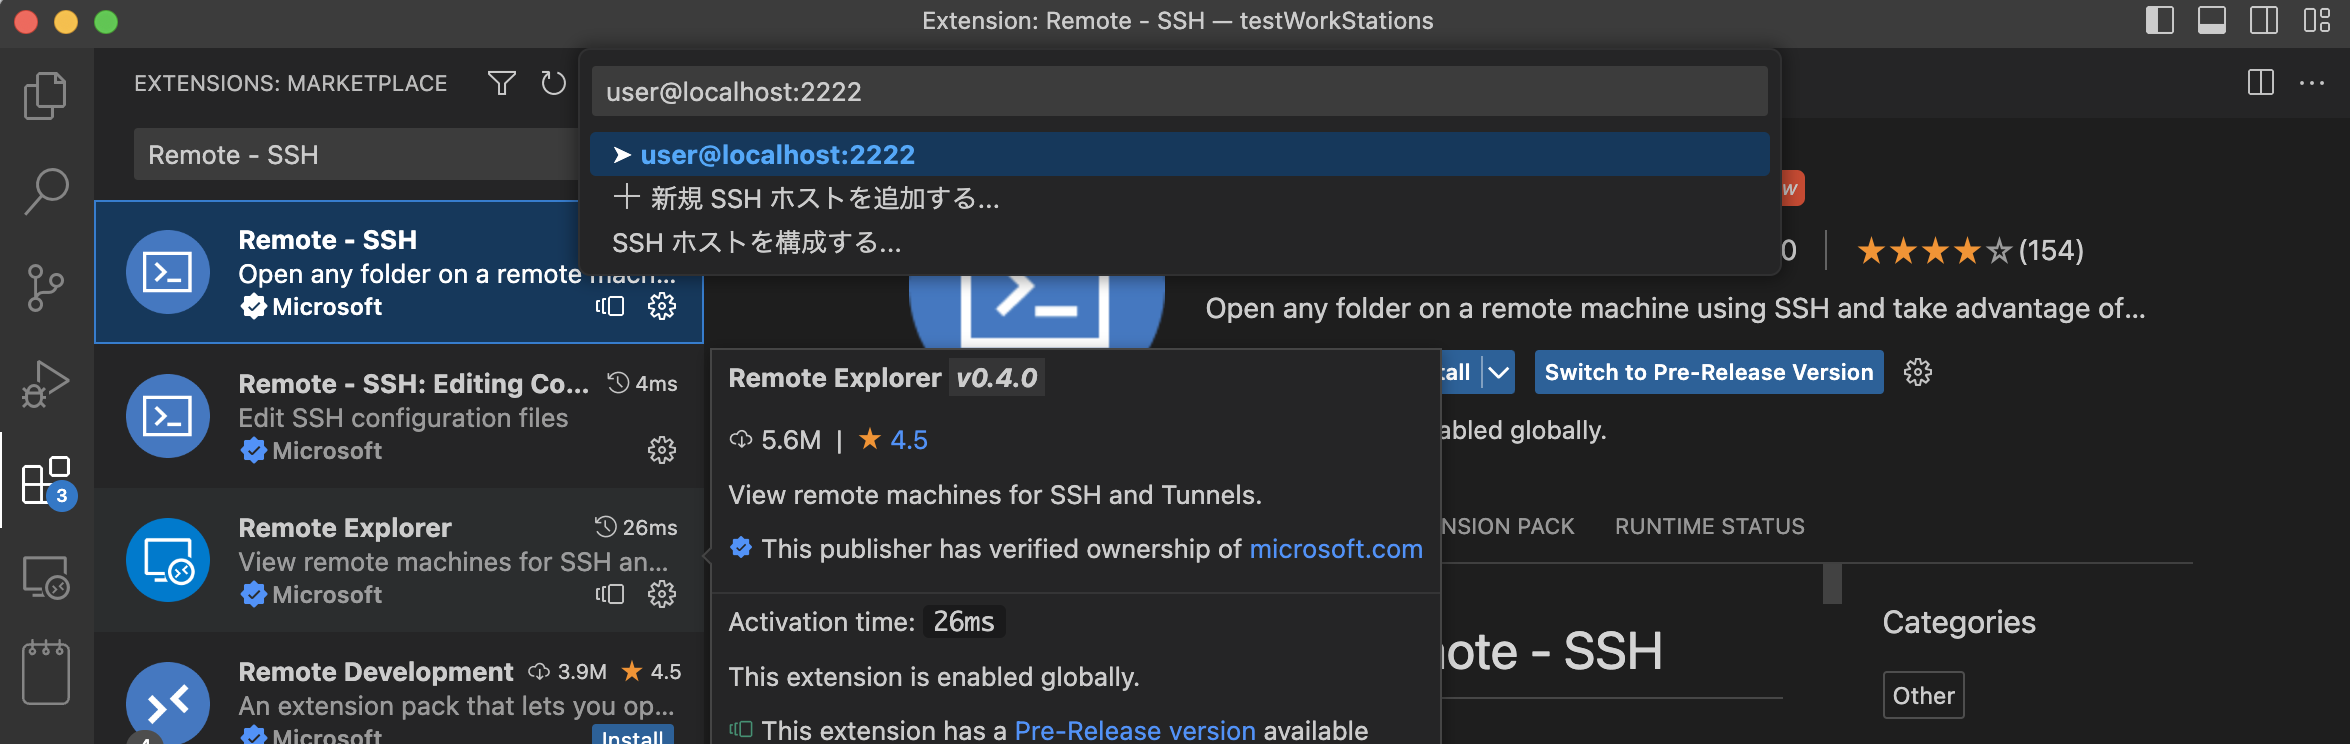 Extension: Remote - SSH — testWorkStations
EXTENSIONS: MARKETPLACE
Remote - SSH
user@localhost:2222
user@localhost:2222
新規 SSH ホストを追加する...
SSH ホストを構成する...
Remote - SSH
Open any folder on a remote mach...
Microsoft
Remote - SSH: Editing Co...
4ms
Edit SSH configuration files
Microsoft
3
Remote Explorer
26ms
View remote machines for SSH an...
Microsoft
Remote Development
3.9M
4.5
An extension pack that lets you op...
Microsoft
Install
4
w
0
(154)
Open any folder on a remote machine using SSH and take advantage of...
tall
Switch to Pre-Release Version
abled globally.
NSION PACK
RUNTIME STATUS
ote - SSH
Categories
Other
Remote Explorer v0.4.0
5.6M | 4.5
View remote machines for SSH and Tunnels.
This publisher has verified ownership of microsoft.com
Activation time: 26ms
This extension is enabled globally.
This extension has a Pre-Release version available